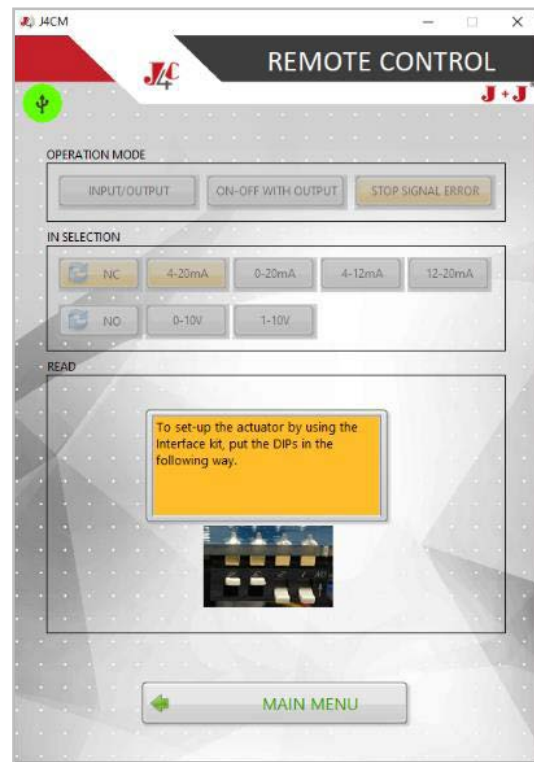 J4CM
REMOTE CONTROL
J4C
J+J
OPERATION MODE
INPUT/OUTPUT
ON-OFF WITH OUTPUT
STOP SIGNAL ERROR
IN SELECTION
NC
4-20mA
0-20mA
4-12mA
12-20mA
NO
0-10V
1-10V
READ
To set-up the actuator by using the
Interface kit, put the DIPs in the
following way.
MAIN MENU